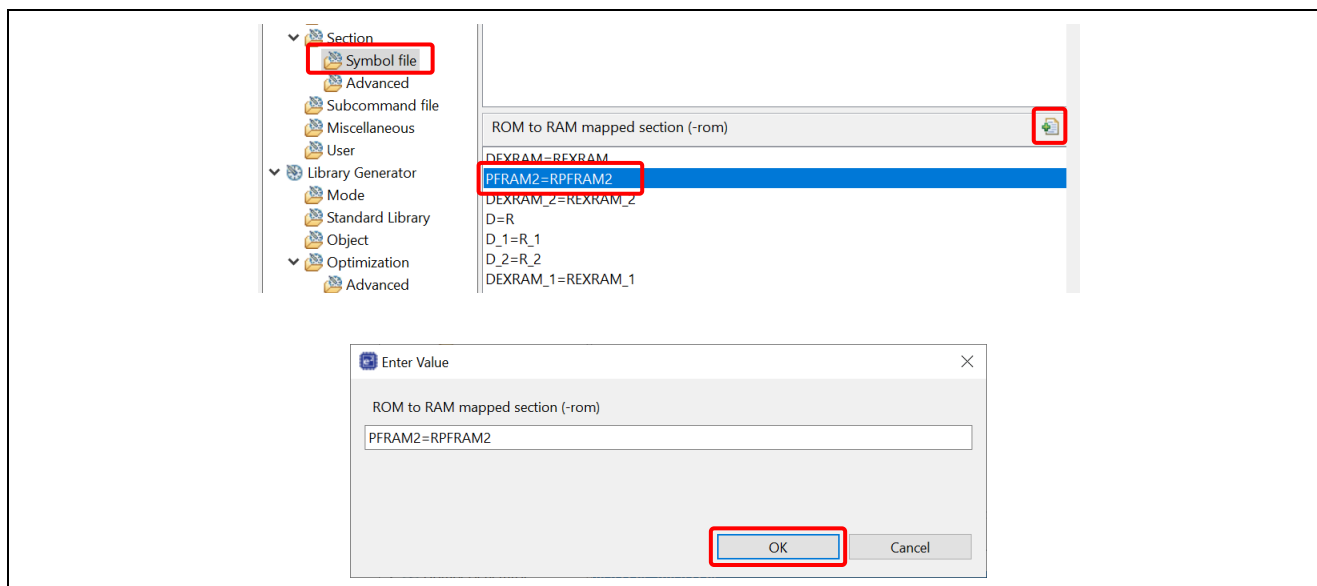 Section
Symbol file
Advanced
Subcommand file
Miscellaneous
User
Library Generator
Mode
Standard Library
Object
Optimization
Advanced
ROM to RAM mapped section (-rom)
DEXRAM=REXRAM
PFRAM2=RPFRAM2
DEXRAM_2=REXRAM_2
D=R
D_1=R_1
D_2=R_2
DEXRAM_1=REXRAM_1
Enter Value
ROM to RAM mapped section (-rom)
PFRAM2=RPFRAM2
OK Cancel